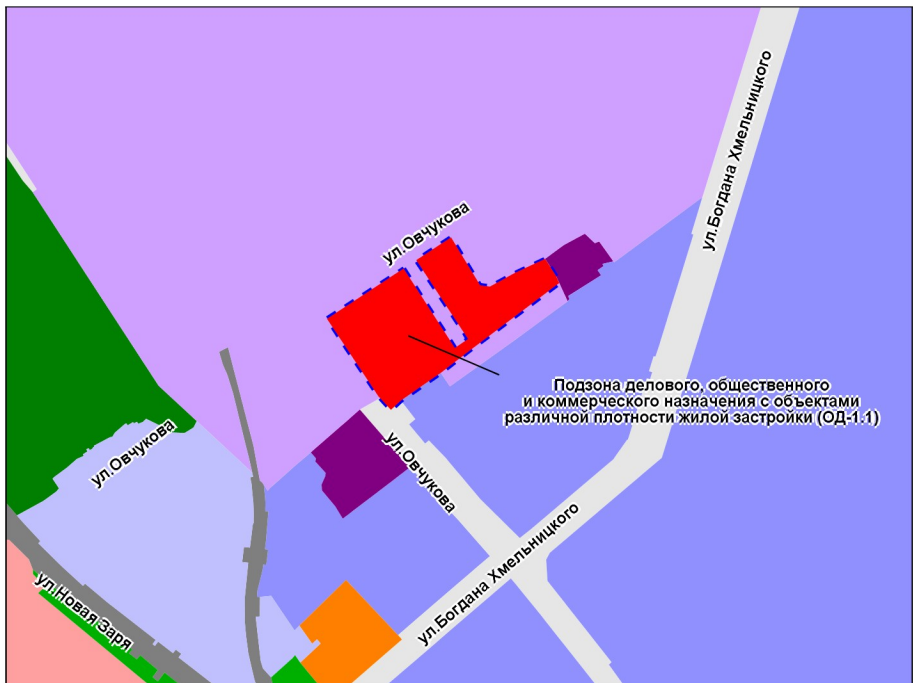 ул.Богдана Хмельницкого
ул.Овчукова
Подзона делового, общественного
и коммерческого назначения с объектами
различной плотности жилой застройки (ОД-1.1)
ул.Овчукова
ул.Овчукова
ул.Богдана Хмельницкого
ул.Новая Заря